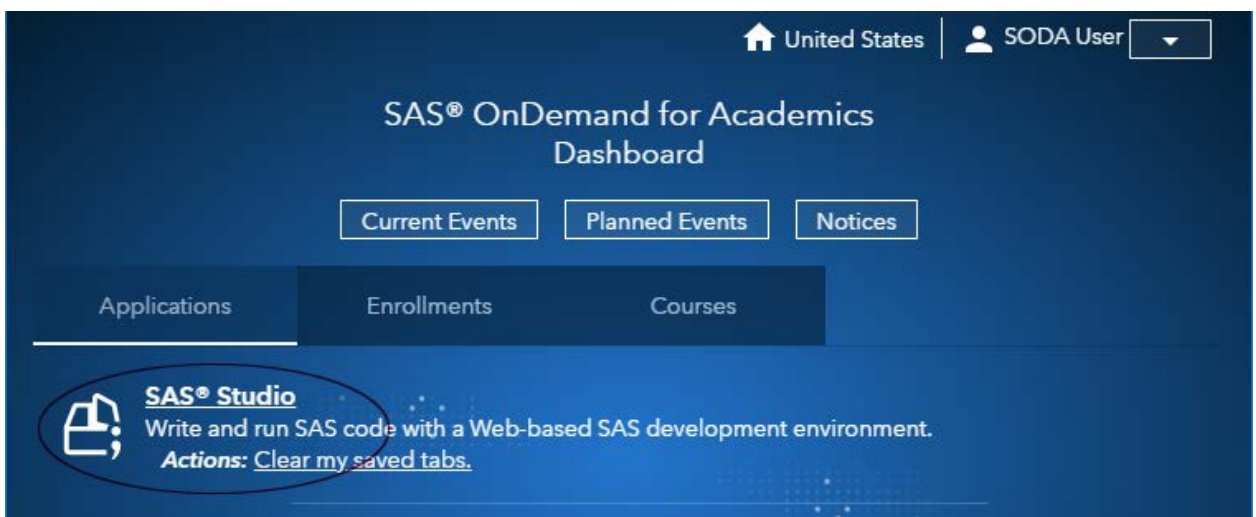 United States
SODA User
SAS® OnDemand for Academics
Dashboard
Current Events
Planned Events
Notices
Applications
Enrollments
Courses
SAS® Studio
Write and run SAS code with a Web-based SAS development environment.
Actions: Clear my saved tabs.